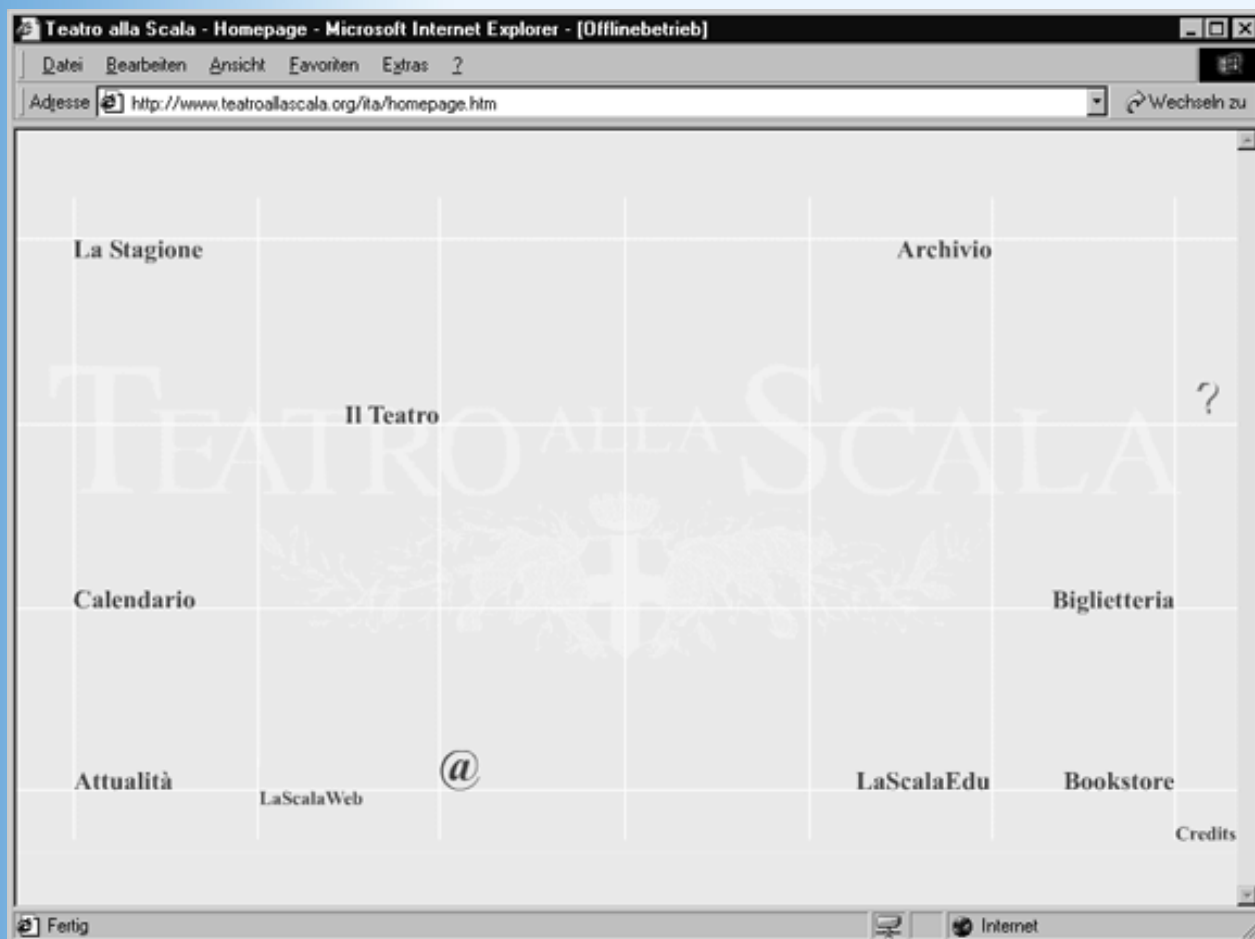 Teatro alla Scala - Homepage - Microsoft Internet Explorer - [Offlinebetrieb]
Datei Bearbeiten Ansicht Favoriten Extras ?
Adresse http://www.teatroallascala.org/ita/homepage.htm Wechseln zu
La Stagione Archivio
TEATRO ALLA SCALA
?
Il Teatro
Calendario Biglietteria
@
Attualità LaScalaEdu Bookstore
LaScalaWeb
Credits
Fertig Internet